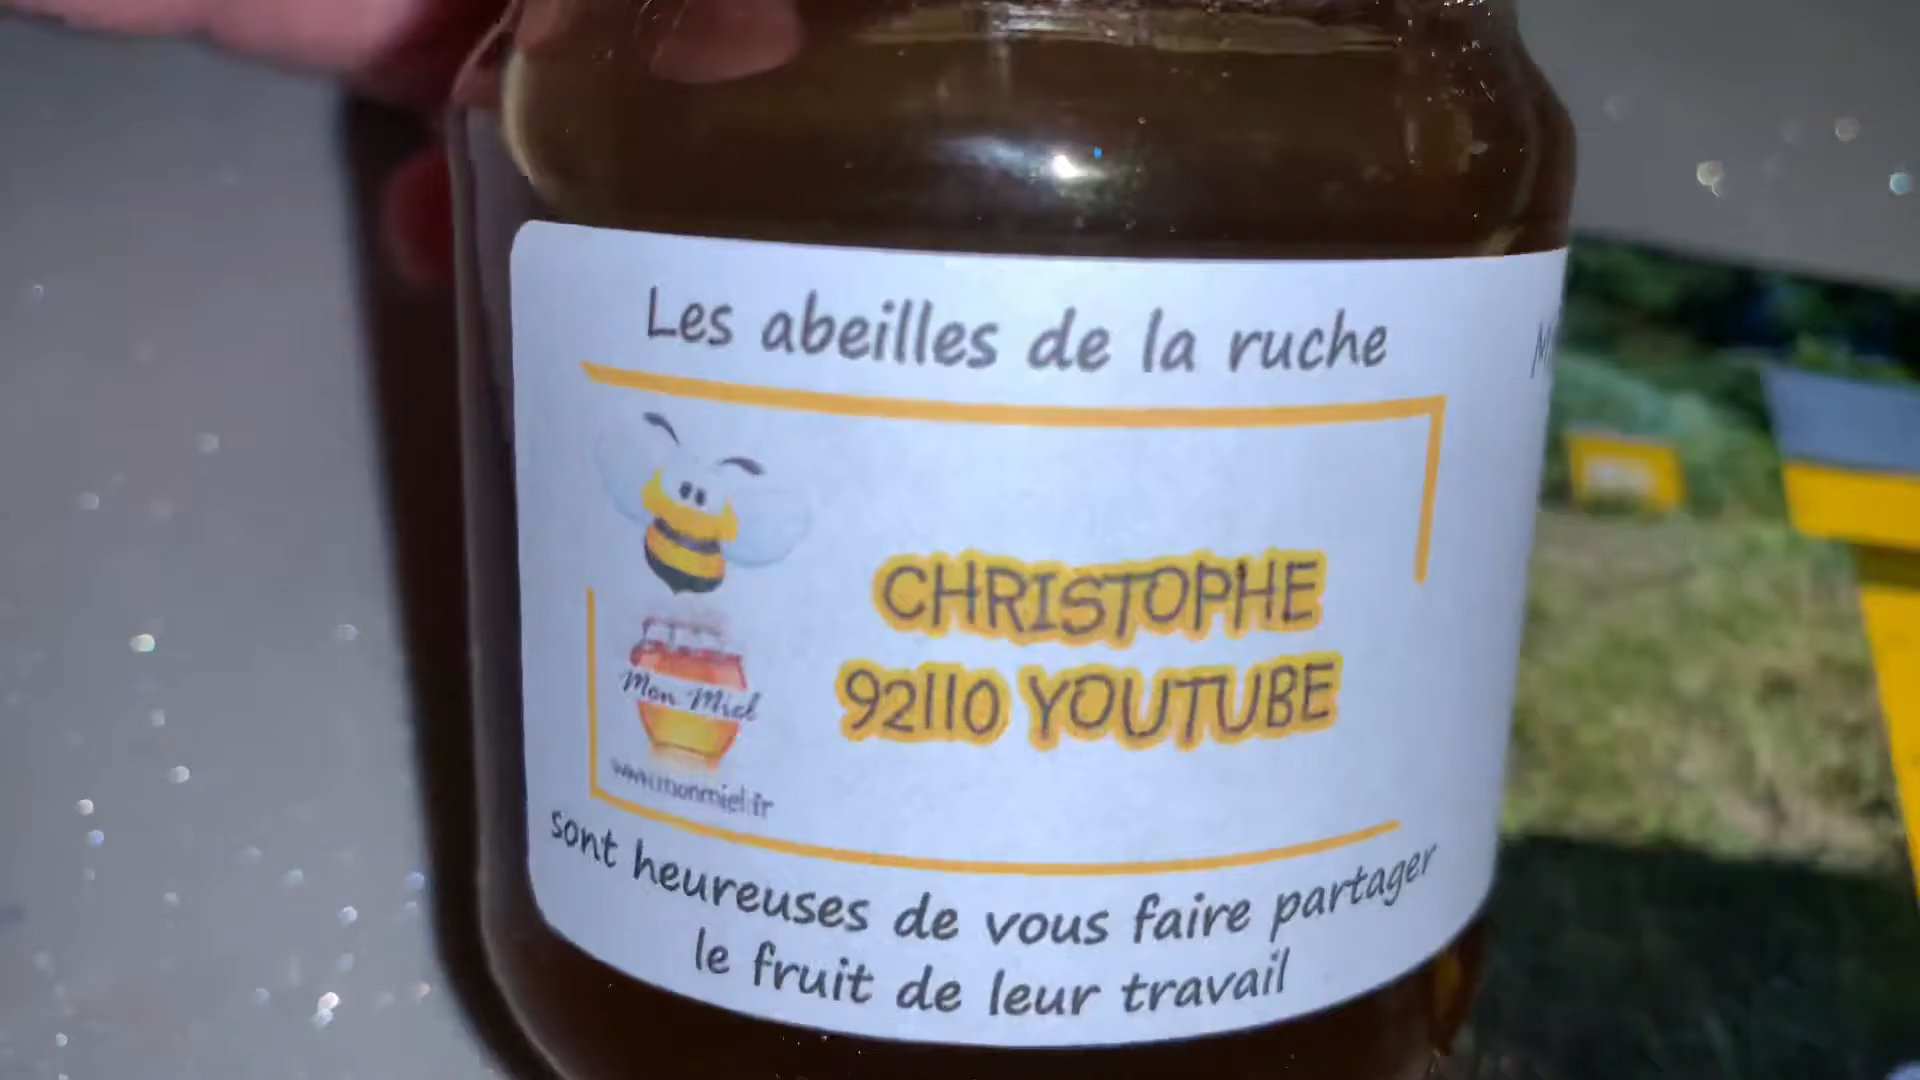 Les abeilles de la ruche
CHRISTOPHE
92110 YOUTUBE
Mon Miel
www.monmiel.fr
sont heureuses de vous faire partager
le fruit de leur travail